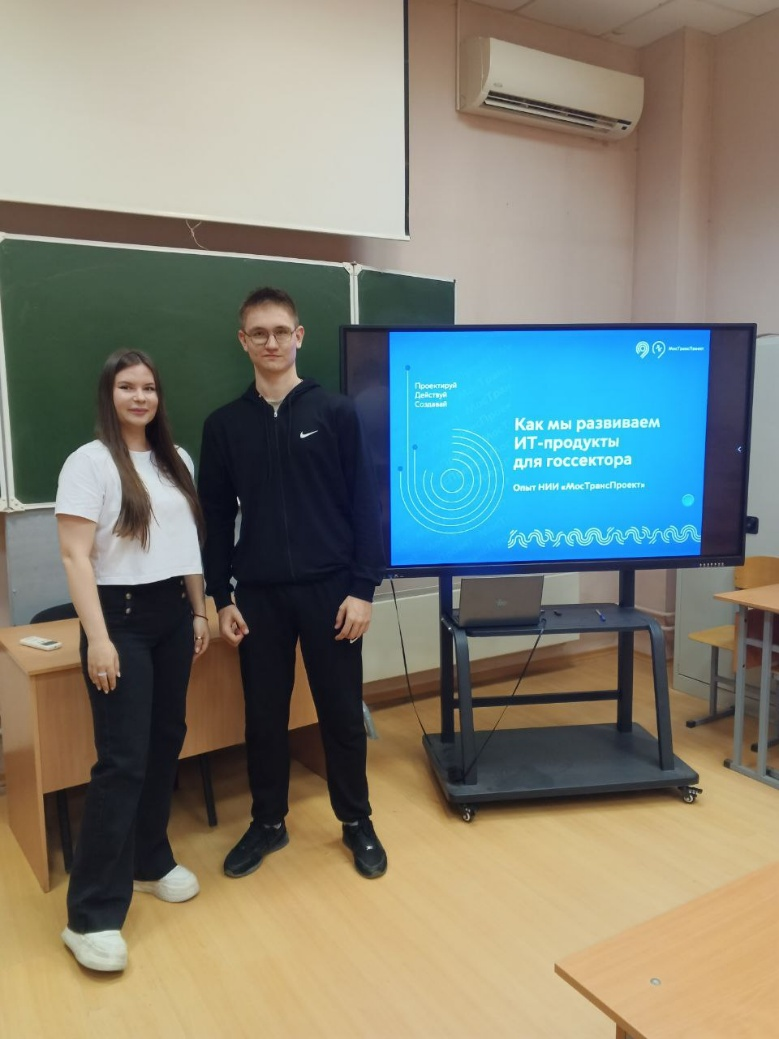 МосТрансПроект
Проектируй
Действуй
Создавай
Как мы развиваем
ИТ-продукты
для госсектора
Опыт НИИ «МосТрансПроект»